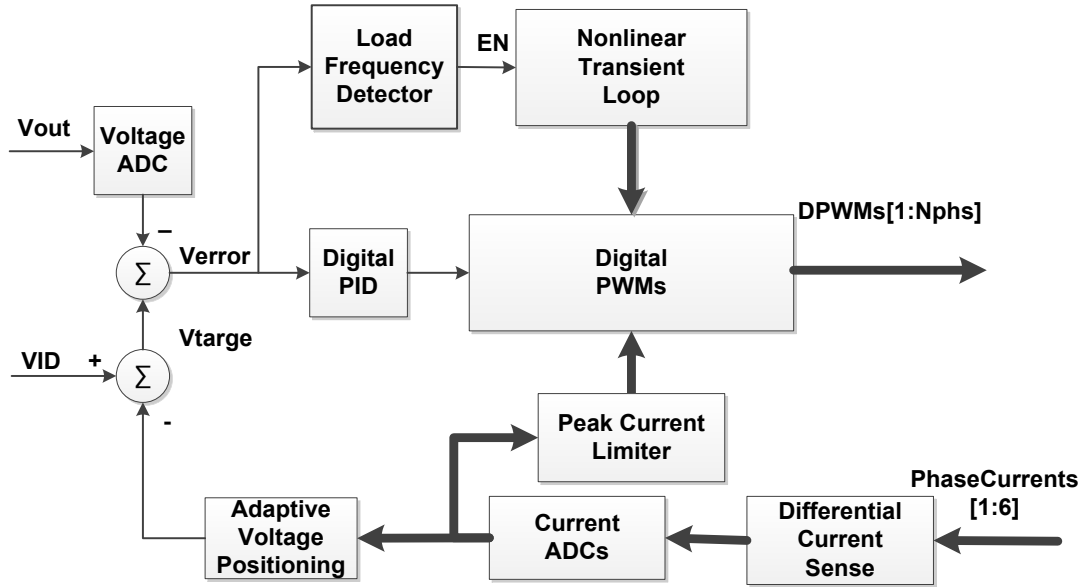 Load
Frequency
Detector
EN
Nonlinear
Transient
Loop
Vout
Voltage
ADC
–
Σ
Verror
Digital
PID
Digital
PWMs
DPWMs[1:Nphs]
Vtarge
VID
+
Σ
-
Peak Current
Limiter
Adaptive
Voltage
Positioning
Current
ADCs
Differential
Current
Sense
PhaseCurrents
[1:6]